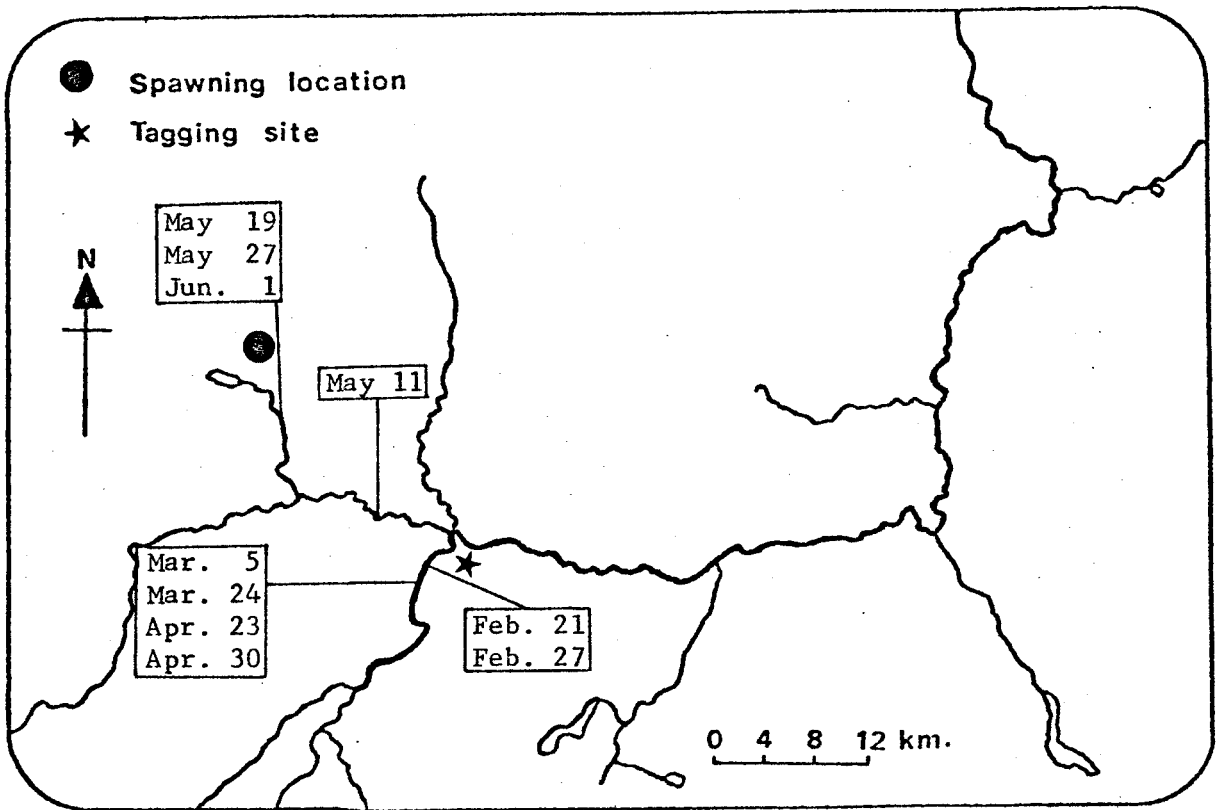 Spawning location
Tagging site
May 19
May 27
Jun. 1
N
May 11
Mar. 5
Mar. 24
Apr. 23
Apr. 30
Feb. 21
Feb. 27
0 4 8 12 km.